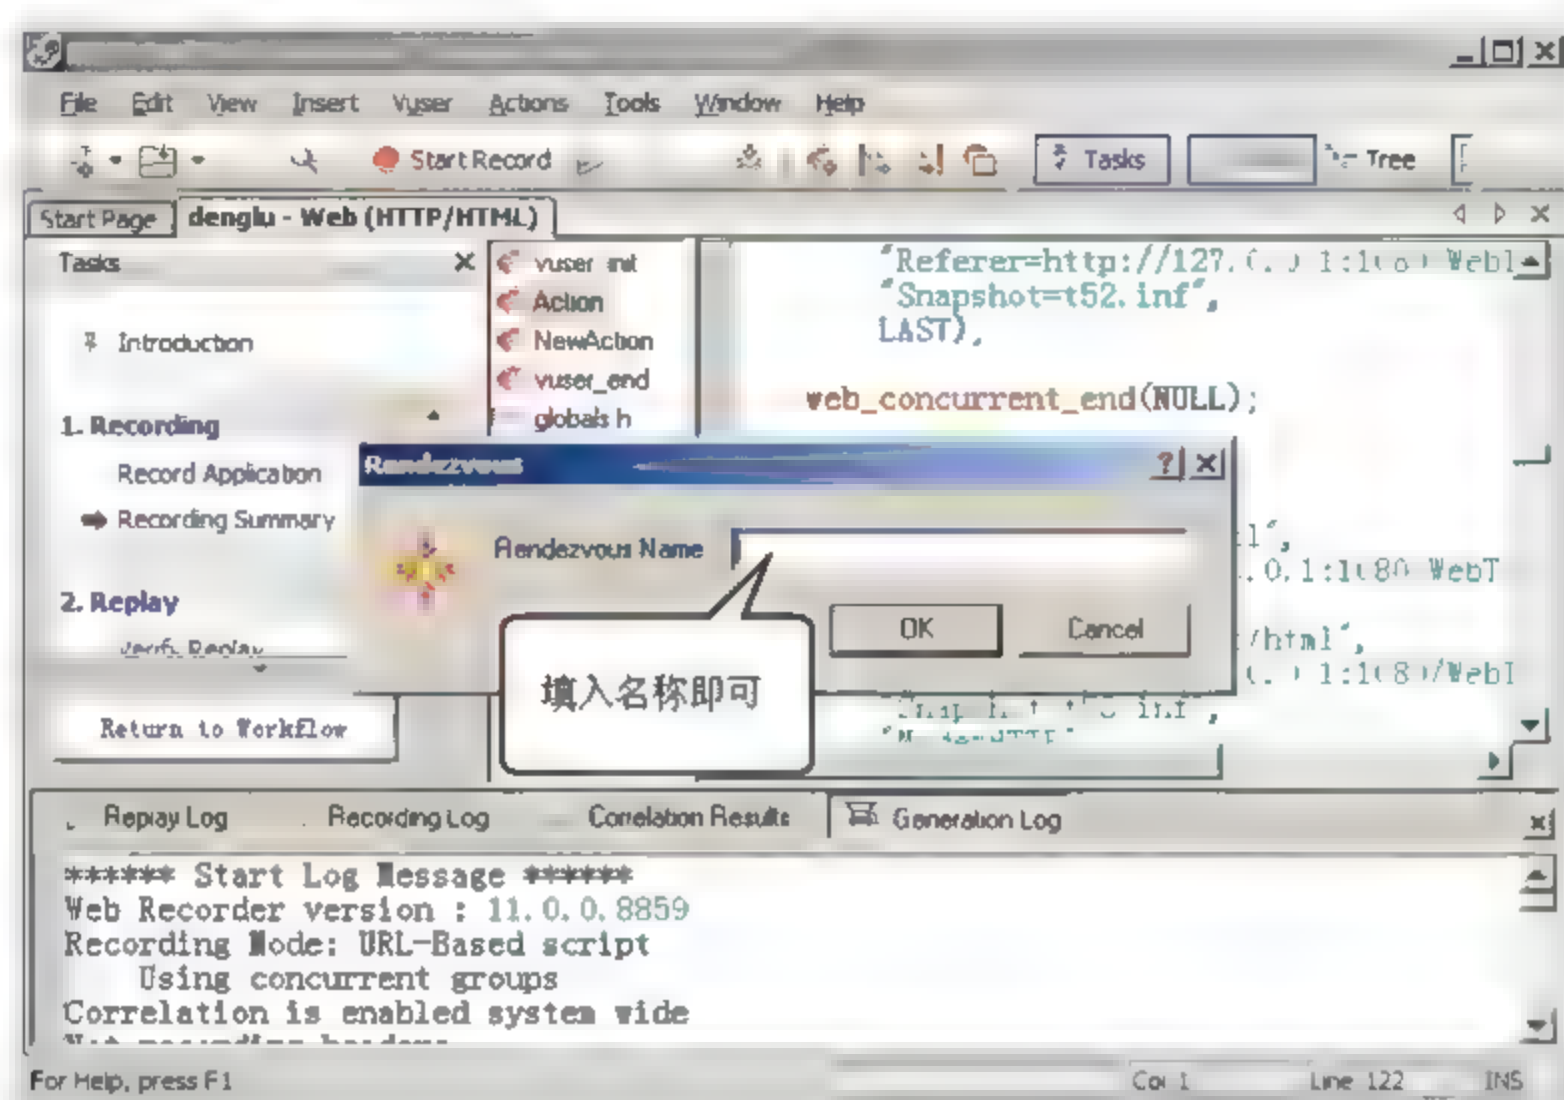 File Edit View Insert Vuser Actions Tools Window Help
Start Record Tasks Tree
Start Page denglu - Web (HTTP/HTML)
Tasks
Introduction
1. Recording
Record Application
Recording Summary
2. Replay
Verify Replay
Return to Workflow
vuser_init
Action
NewAction
vuser_end
globals.h
"Snapshot=t52.inf",
LAST),
web_concurrent_end(NULL);
Rendezvous
Rendezvous Name
OK Cancel
填入名称即可
Replay Log Recording Log Correlation Results Generation Log
****** Start Log Message ******
Web Recorder version : 11.0.0.8859
Recording Mode: URL-Based script
Using concurrent groups
Correlation is enabled system wide
For Help, press F1
Col 1 Line 122 INS